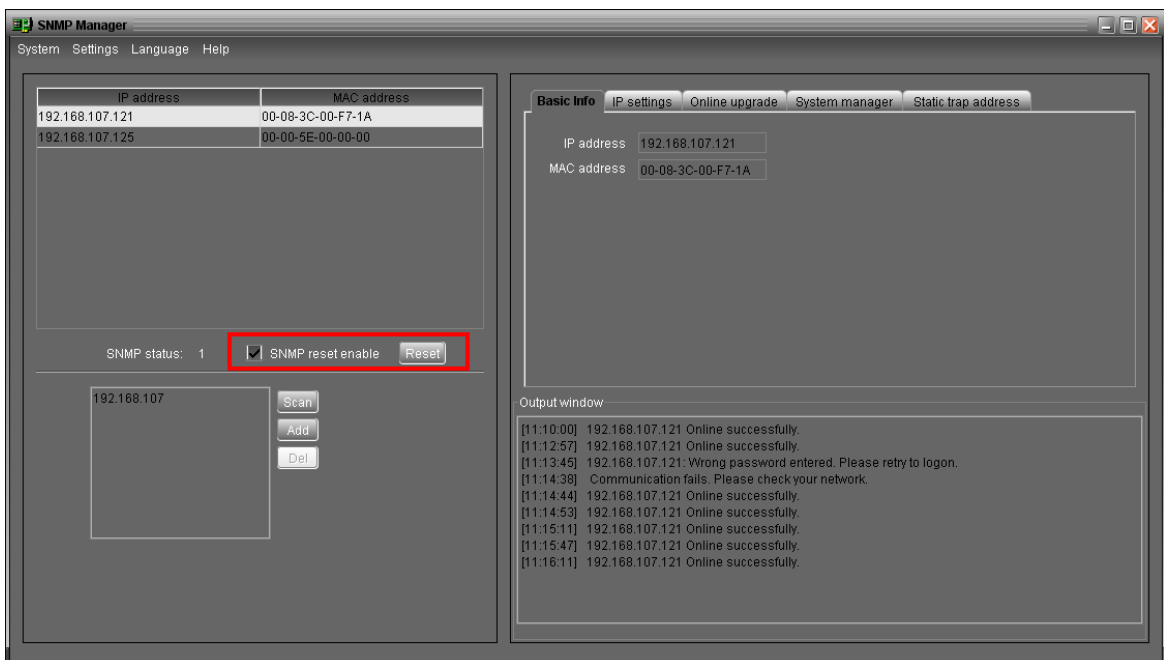 SNMP Manager
System Settings Language Help
IP address MAC address
192.168.107.121 00-08-3C-00-F7-1A
192.168.107.125 00-00-5E-00-00-00
SNMP status: 1 SNMP reset enable Reset
192.168.107
Scan
Add
Del
Basic Info IP settings Online upgrade System manager Static trap address
IP address 192.168.107.121
MAC address 00-08-3C-00-F7-1A
Output window
[11:10:00] 192.168.107.121 Online successfully.
[11:12:57] 192.168.107.121 Online successfully.
[11:13:45] 192.168.107.121: Wrong password entered. Please retry to logon.
[11:14:38] Communication fails. Please check your network.
[11:14:44] 192.168.107.121 Online successfully.
[11:14:53] 192.168.107.121 Online successfully.
[11:15:11] 192.168.107.121 Online successfully.
[11:15:47] 192.168.107.121 Online successfully.
[11:16:11] 192.168.107.121 Online successfully.